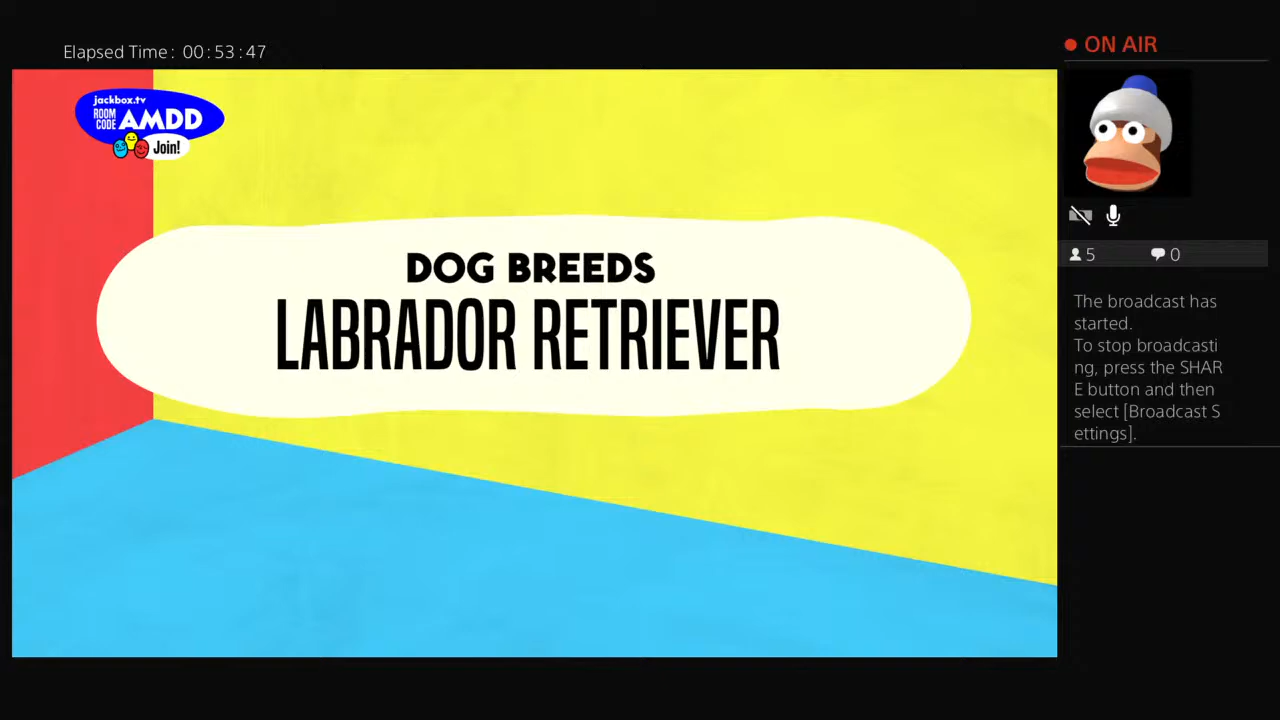 Elapsed Time: 00:53:47
ON AIR
jackbox.tv
ROOM CODE AMDD
Join!
DOG BREEDS
LABRADOR RETRIEVER
5 0
The broadcast has
started.
To stop broadcasti
ng, press the SHAR
E button and then
select [Broadcast S
ettings].